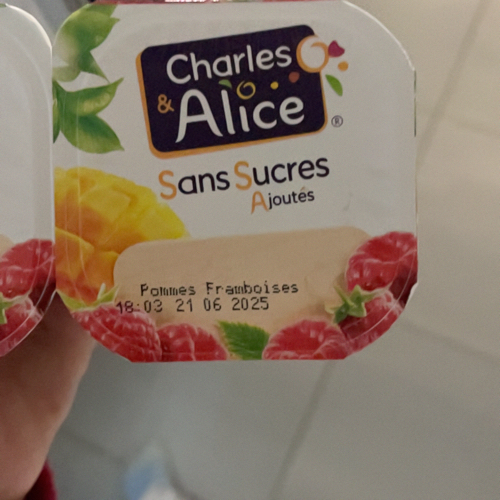 Charles
& Alice
®
Sans Sucres
Ajoutés
Pommes Framboises
18:03 21 06 2025